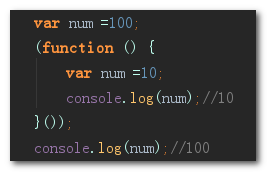 var num =100;
(function () {
    var num =10;
    console.log(num);//10
}());
console.log(num);//100